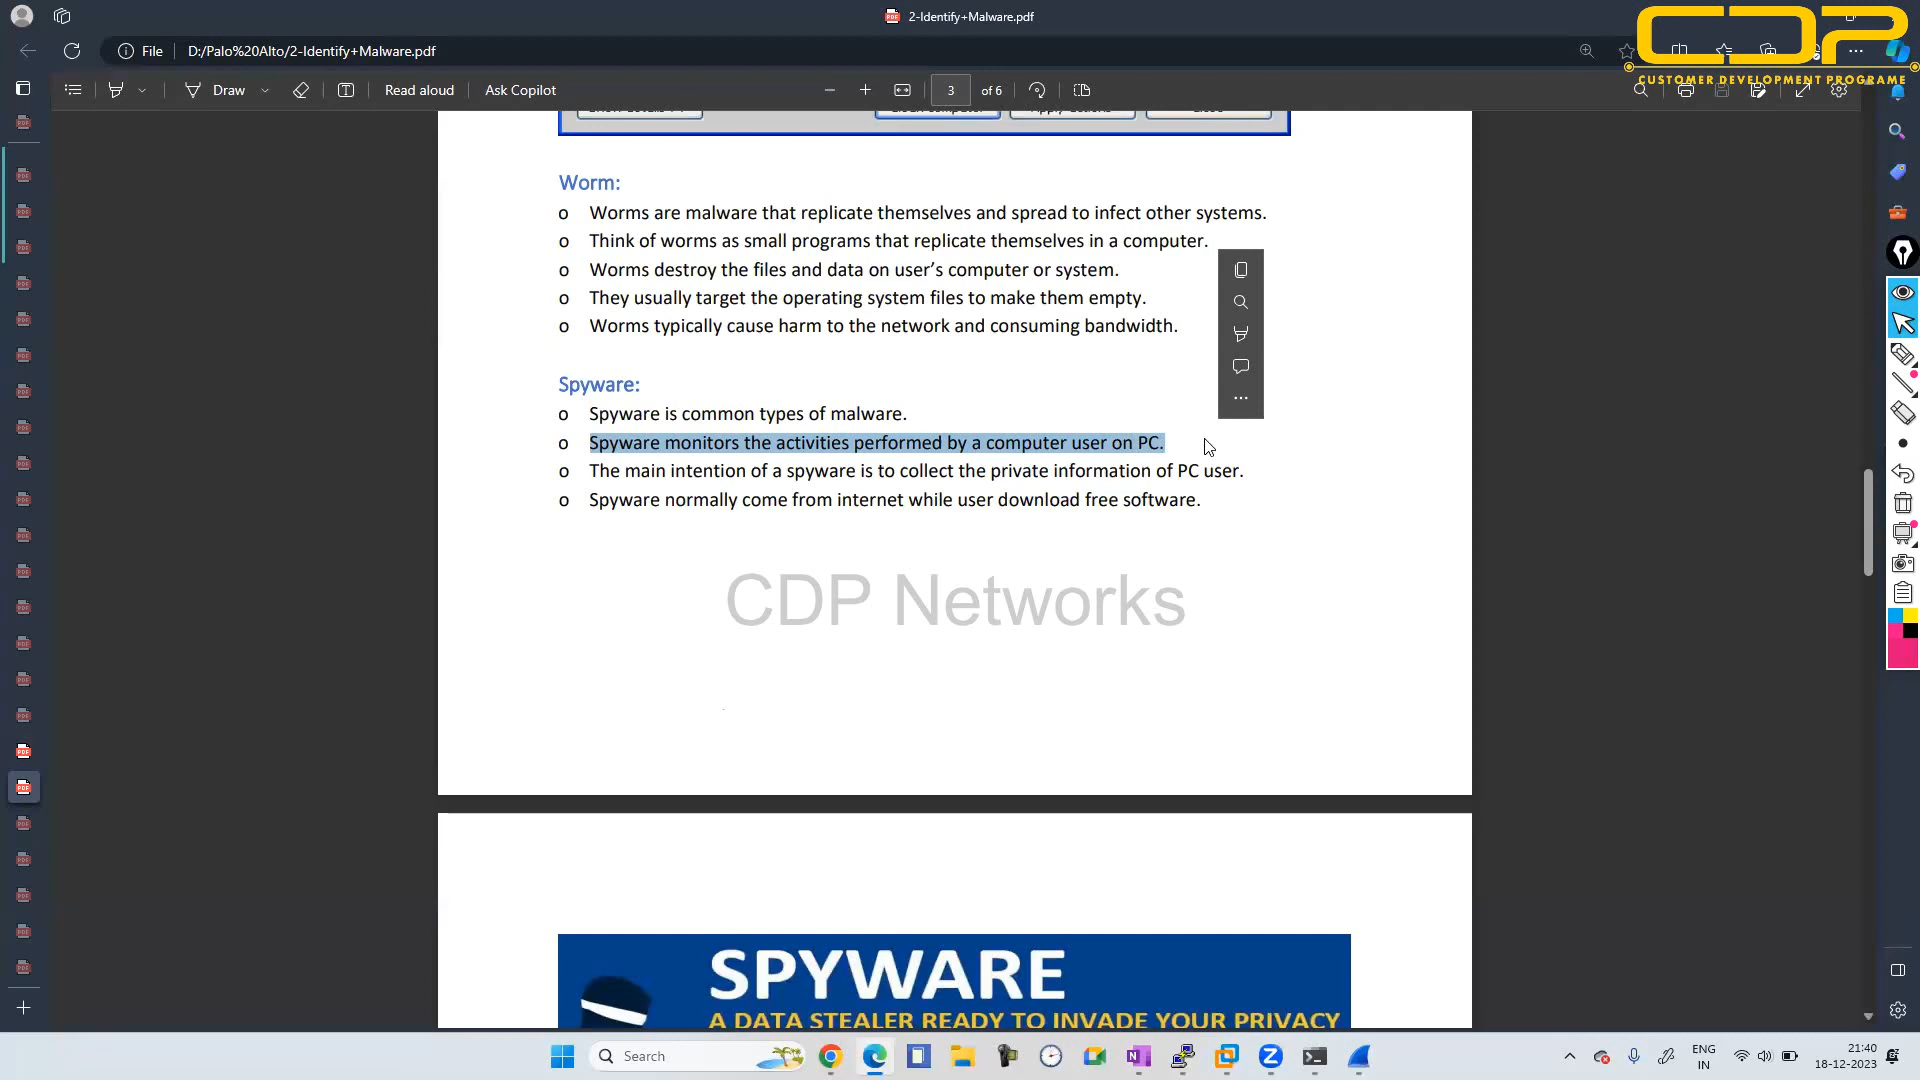 2-Identify+Malware.pdf
File
D:/Palo%20Alto/2-Identify+Malware.pdf
CDP
CUSTOMER DEVELOPMENT PROGRAME
Draw
Read aloud
Ask Copilot
3
of 6
Worm:
o Worms are malware that replicate themselves and spread to infect other systems.
o Think of worms as small programs that replicate themselves in a computer.
o Worms destroy the files and data on user's computer or system.
o They usually target the operating system files to make them empty.
o Worms typically cause harm to the network and consuming bandwidth.
Spyware:
o Spyware is common types of malware.
o Spyware monitors the activities performed by a computer user on PC.
o The main intention of a spyware is to collect the private information of PC user.
o Spyware normally come from internet while user download free software.
CDP Networks
SPYWARE
A DATA STEALER READY TO INVADE YOUR PRIVACY
Search
ENG
IN
21:40
18-12-2023